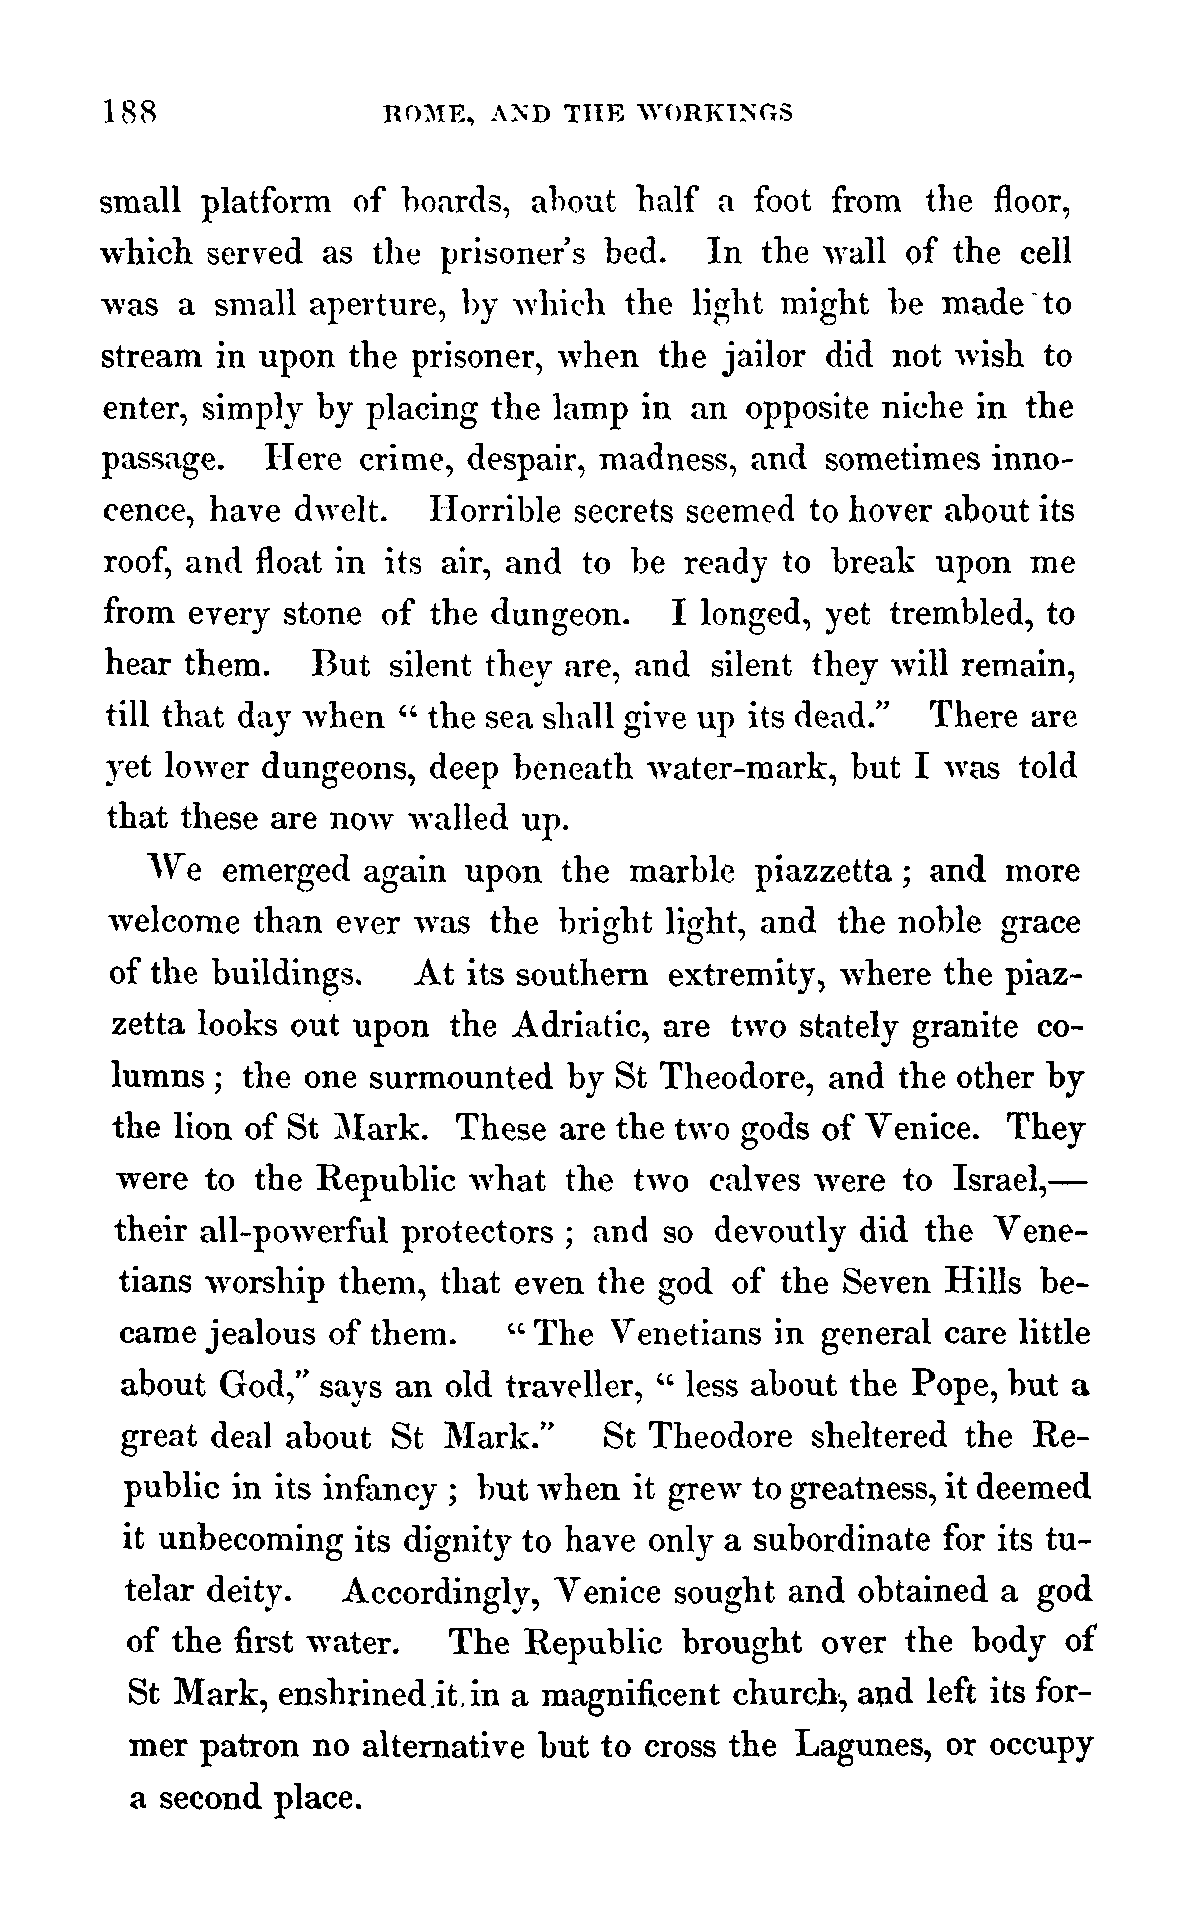 188 ROME, AND THE WORKINGS
small platform of boards, about half a foot from the floor,
which served as the prisoner's bed. In the wall of the cell
was a small aperture, by which the light might be made to
stream in upon the prisoner, when the jailor did not wish to
enter, simply by placing the lamp in an opposite niche in the
passage. Here crime, despair, madness, and sometimes inno-
cence, have dwelt. Horrible secrets seemed to hover about its
roof, and float in its air, and to be ready to break upon me
from every stone of the dungeon. I longed, yet trembled, to
hear them. But silent they are, and silent they will remain,
till that day when “ the sea shall give up its dead.” There are
yet lower dungeons, deep beneath water-mark, but I was told
that these are now walled up.
We emerged again upon the marble piazzetta ; and more
welcome than ever was the bright light, and the noble grace
of the buildings. At its southern extremity, where the piaz-
zetta looks out upon the Adriatic, are two stately granite co-
lumns ; the one surmounted by St Theodore, and the other by
the lion of St Mark. These are the two gods of Venice. They
were to the Republic what the two calves were to Israel,—
their all-powerful protectors ; and so devoutly did the Vene-
tians worship them, that even the god of the Seven Hills be-
came jealous of them. “ The Venetians in general care little
about God,” says an old traveller, “ less about the Pope, but a
great deal about St Mark.” St Theodore sheltered the Re-
public in its infancy ; but when it grew to greatness, it deemed
it unbecoming its dignity to have only a subordinate for its tu-
telar deity. Accordingly, Venice sought and obtained a god
of the first water. The Republic brought over the body of
St Mark, enshrined it in a magnificent church, and left its for-
mer patron no alternative but to cross the Lagunes, or occupy
a second place.